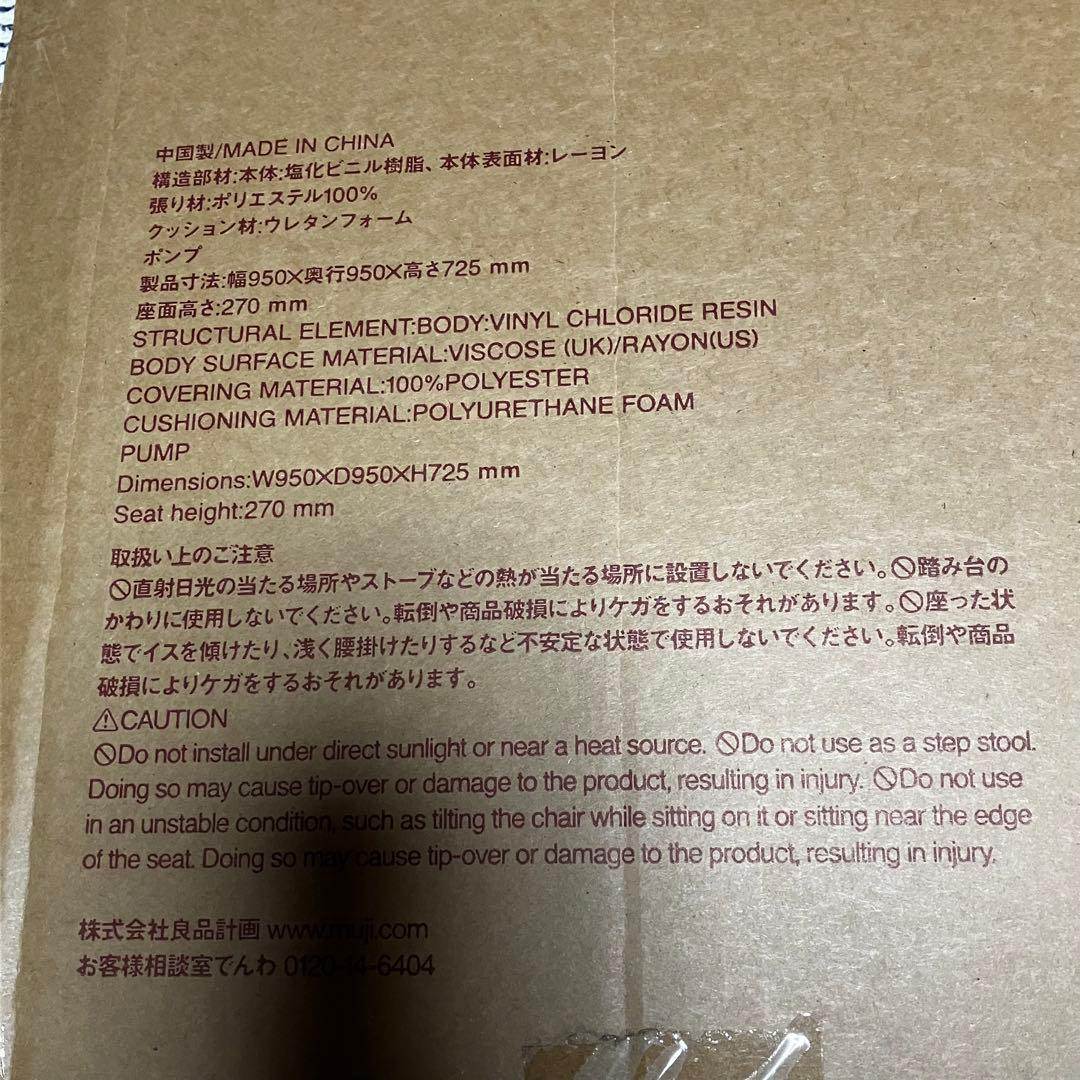 中国製/MADE IN CHINA
構造部材:本体:塩化ビニル樹脂、本体表面材:レーヨン
張り材:ポリエステル100%
クッション材:ウレタンフォーム
ポンプ
製品寸法:幅950×奥行950×高さ725 mm
座面高さ:270 mm
STRUCTURAL ELEMENT:BODY:VINYL CHLORIDE RESIN
BODY SURFACE MATERIAL:VISCOSE (UK)/RAYON(US)
COVERING MATERIAL:100%POLYESTER
CUSHIONING MATERIAL:POLYURETHANE FOAM
PUMP
Dimensions:W950×D950×H725 mm
Seat height:270 mm
取扱い上のご注意
🛇直射日光の当たる場所やストーブなどの熱が当たる場所に設置しないでください。🛇踏み台の
かわりに使用しないでください。転倒や商品破損によりケガをするおそれがあります。🛇座った状
態でイスを傾けたり、浅く腰掛けたりするなど不安定な状態で使用しないでください。転倒や商品
破損によりケガをするおそれがあります。
⚠CAUTION
🛇Do not install under direct sunlight or near a heat source. 🛇Do not use as a step stool.
Doing so may cause tip-over or damage to the product, resulting in injury. 🛇Do not use
in an unstable condition, such as tilting the chair while sitting on it or sitting near the edge
of the seat. Doing so may cause tip-over or damage to the product, resulting in injury.
株式会社良品計画 www.muji.com
お客様相談室でんわ 0120-14-6404